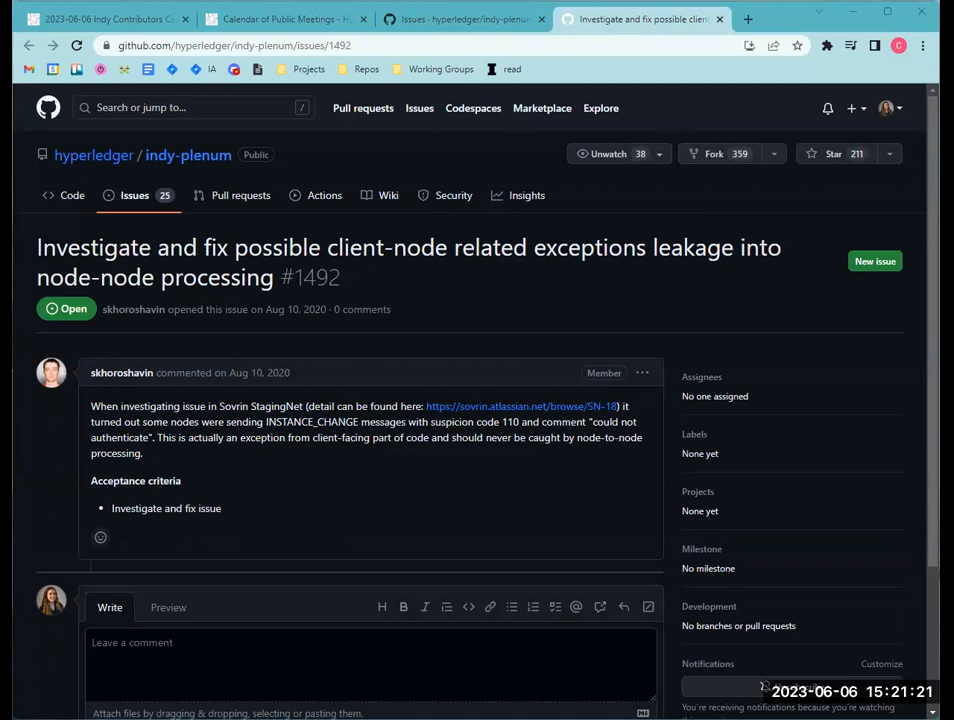 2023-06-06 Indy Contributors C
Calendar of Public Meetings - H
Issues · hyperledger/indy-plenu
Investigate and fix possible clien
github.com/hyperledger/indy-plenum/issues/1492
C
IA
Projects
Repos
Working Groups
read
Search or jump to...
/
Pull requests
Issues
Codespaces
Marketplace
Explore
hyperledger / indy-plenum
Public
Unwatch 38
Fork 359
Star 211
Code
Issues 25
Pull requests
Actions
Wiki
Security
Insights
Investigate and fix possible client-node related exceptions leakage into
node-node processing #1492
New issue
Open
skhoroshavin opened this issue on Aug 10, 2020 · 0 comments
skhoroshavin commented on Aug 10, 2020
Member
When investigating issue in Sovrin StagingNet (detail can be found here: https://sovrin.atlassian.net/browse/SN-18) it
turned out some nodes were sending INSTANCE_CHANGE messages with suspicion code 110 and comment "could not
authenticate". This is actually an exception from client-facing part of code and should never be caught by node-to-node
processing.
Acceptance criteria
• Investigate and fix issue
Assignees
No one assigned
Labels
None yet
Projects
None yet
Milestone
No milestone
Development
No branches or pull requests
Notifications
Customize
2023-06-06 15:21:21
You're receiving notifications because you're watching
Write
Preview
Leave a comment
Attach files by dragging & dropping, selecting or pasting them.